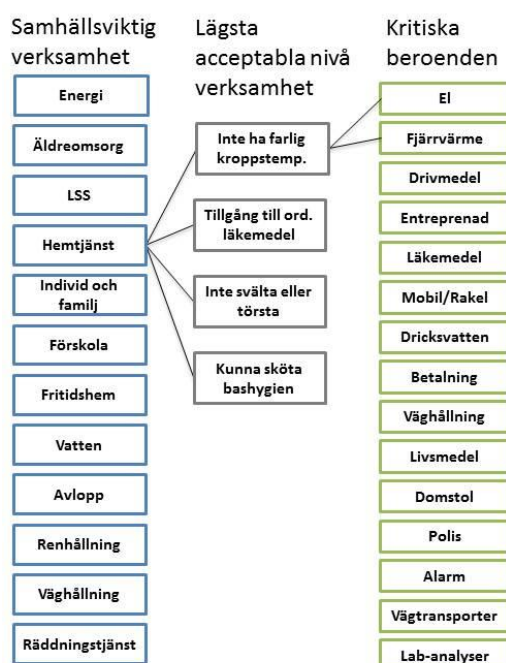 Samhällsviktig
verksamhet
Energi
Äldreomsorg
LSS
Hemtjänst
Individ och
familj
Förskola
Fritidshem
Vatten
Avlopp
Renhållning
Väghållning
Räddningstjänst
Lägsta
acceptabla nivå
verksamhet
Inte ha farlig
kroppstemp.
Tillgång till ord.
läkemedel
Inte svälta eller
törsta
Kunna sköta
bashygien
Kritiska
beroenden
El
Fjärrvärme
Drivmedel
Entreprenad
Läkemedel
Mobil/Rakel
Dricksvatten
Betalning
Väghållning
Livsmedel
Domstol
Polis
Alarm
Vägtransporter
Lab-analyser